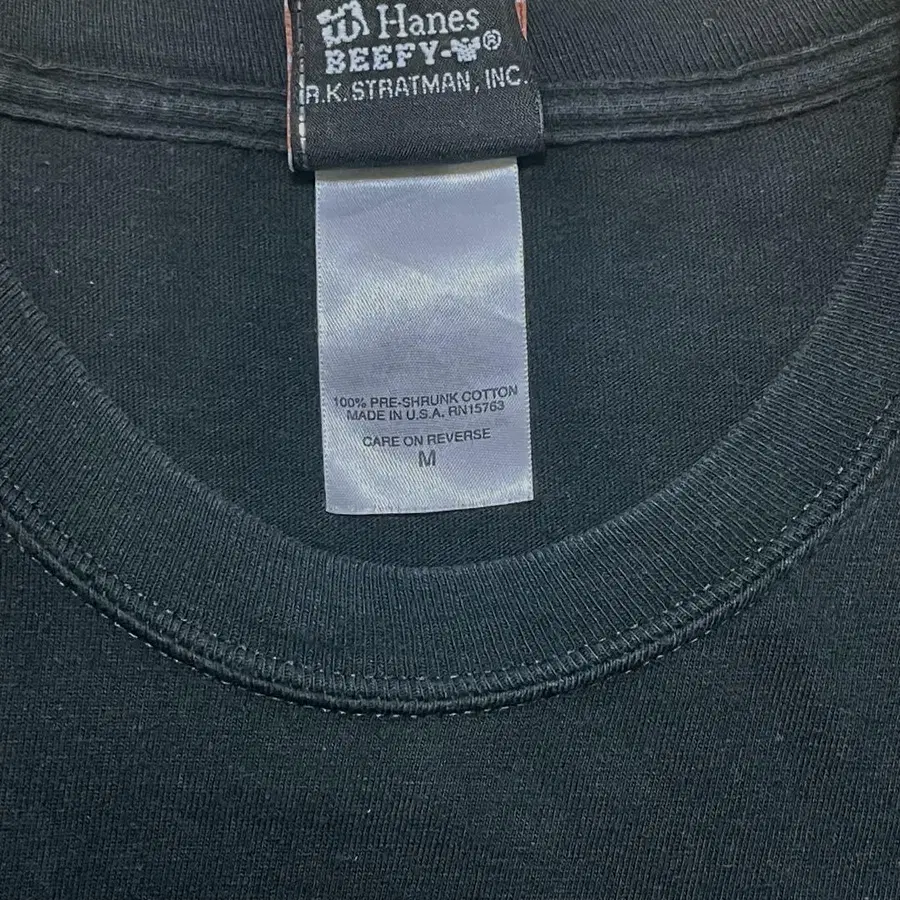 Hanes
BEEFY-T®
R.K. STRATMAN, INC.
100% PRE-SHRUNK COTTON
MADE IN U.S.A. RN15763
CARE ON REVERSE
M